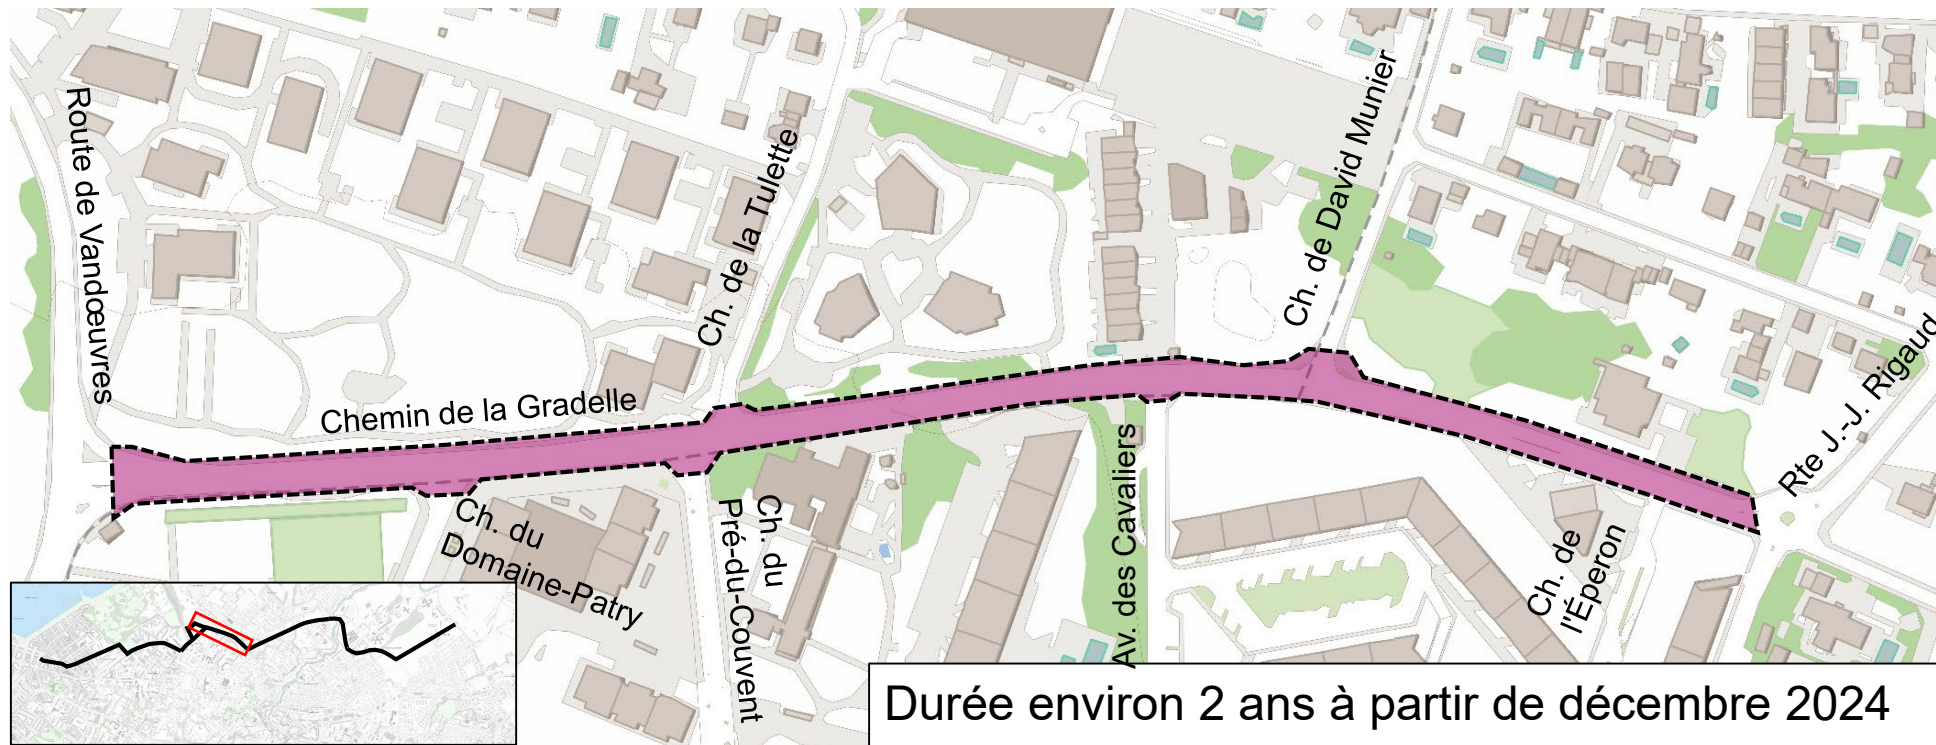 Route de Vandœuvres
Chemin de la Gradelle
Ch. de la Tulette
Ch. de David Munier
Rte J.-J. Rigaud
Ch. du
Domaine-Patry
Ch. du
Pré-du-Couvent
Av. des Cavaliers
Ch. de
l'Éperon
Durée environ 2 ans à partir de décembre 2024